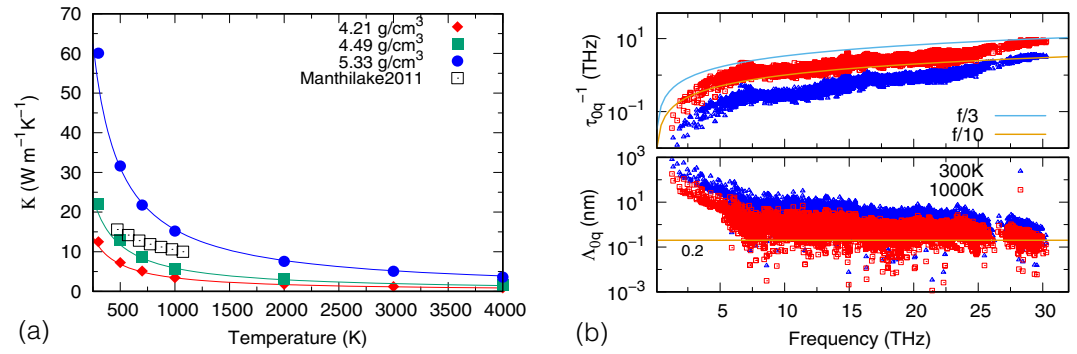 4.21 g/cm³
4.49 g/cm³
5.33 g/cm³
Manthilake2011
60
50
40
30
20
10
0
K (W m⁻¹K⁻¹)
500 1000 1500 2000 2500 3000 3500 4000
Temperature (K)
(a)
10¹
10⁻¹
τ0q⁻¹ (THz)
f/3
f/10
10³
10¹
10⁻¹
10⁻³
Λ0q (nm)
300K
1000K
0.2
5 10 15 20 25 30
Frequency (THz)
(b)